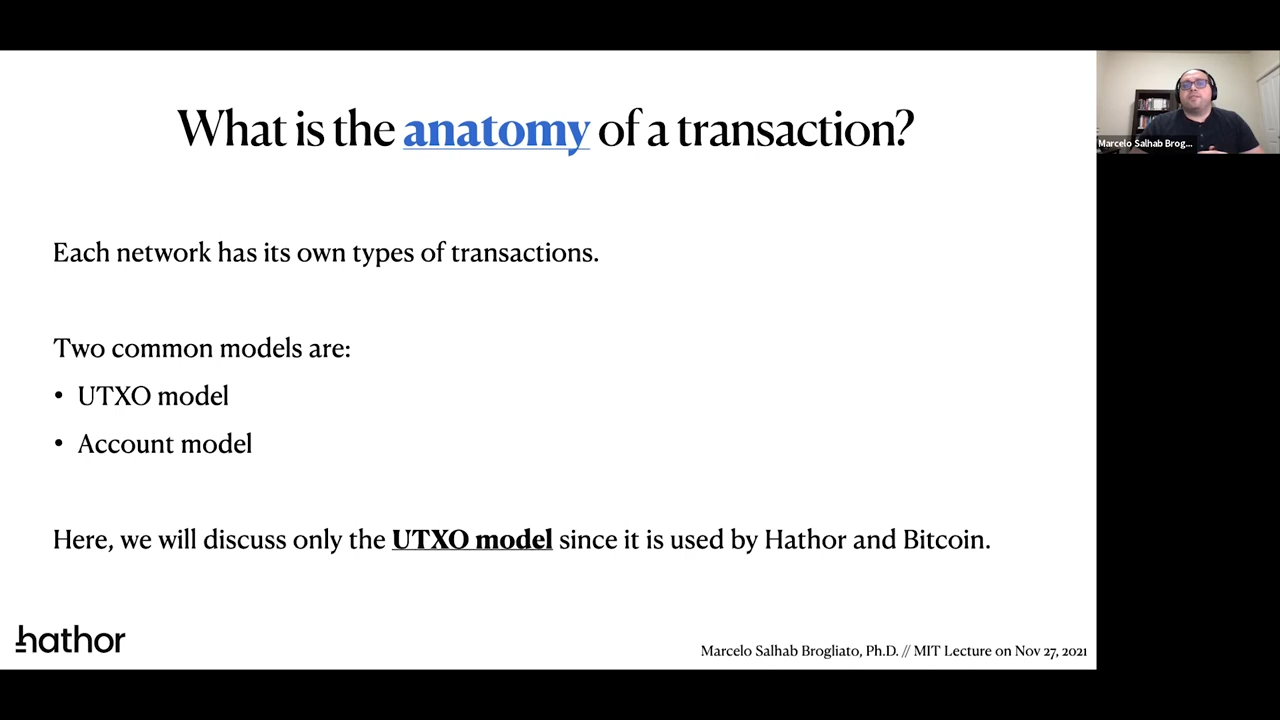 What is the anatomy of a transaction?
Marcelo Salhab Brog...
Each network has its own types of transactions.
Two common models are:
• UTXO model
• Account model
Here, we will discuss only the UTXO model since it is used by Hathor and Bitcoin.
hathor
Marcelo Salhab Brogliato, Ph.D. // MIT Lecture on Nov 27, 2021